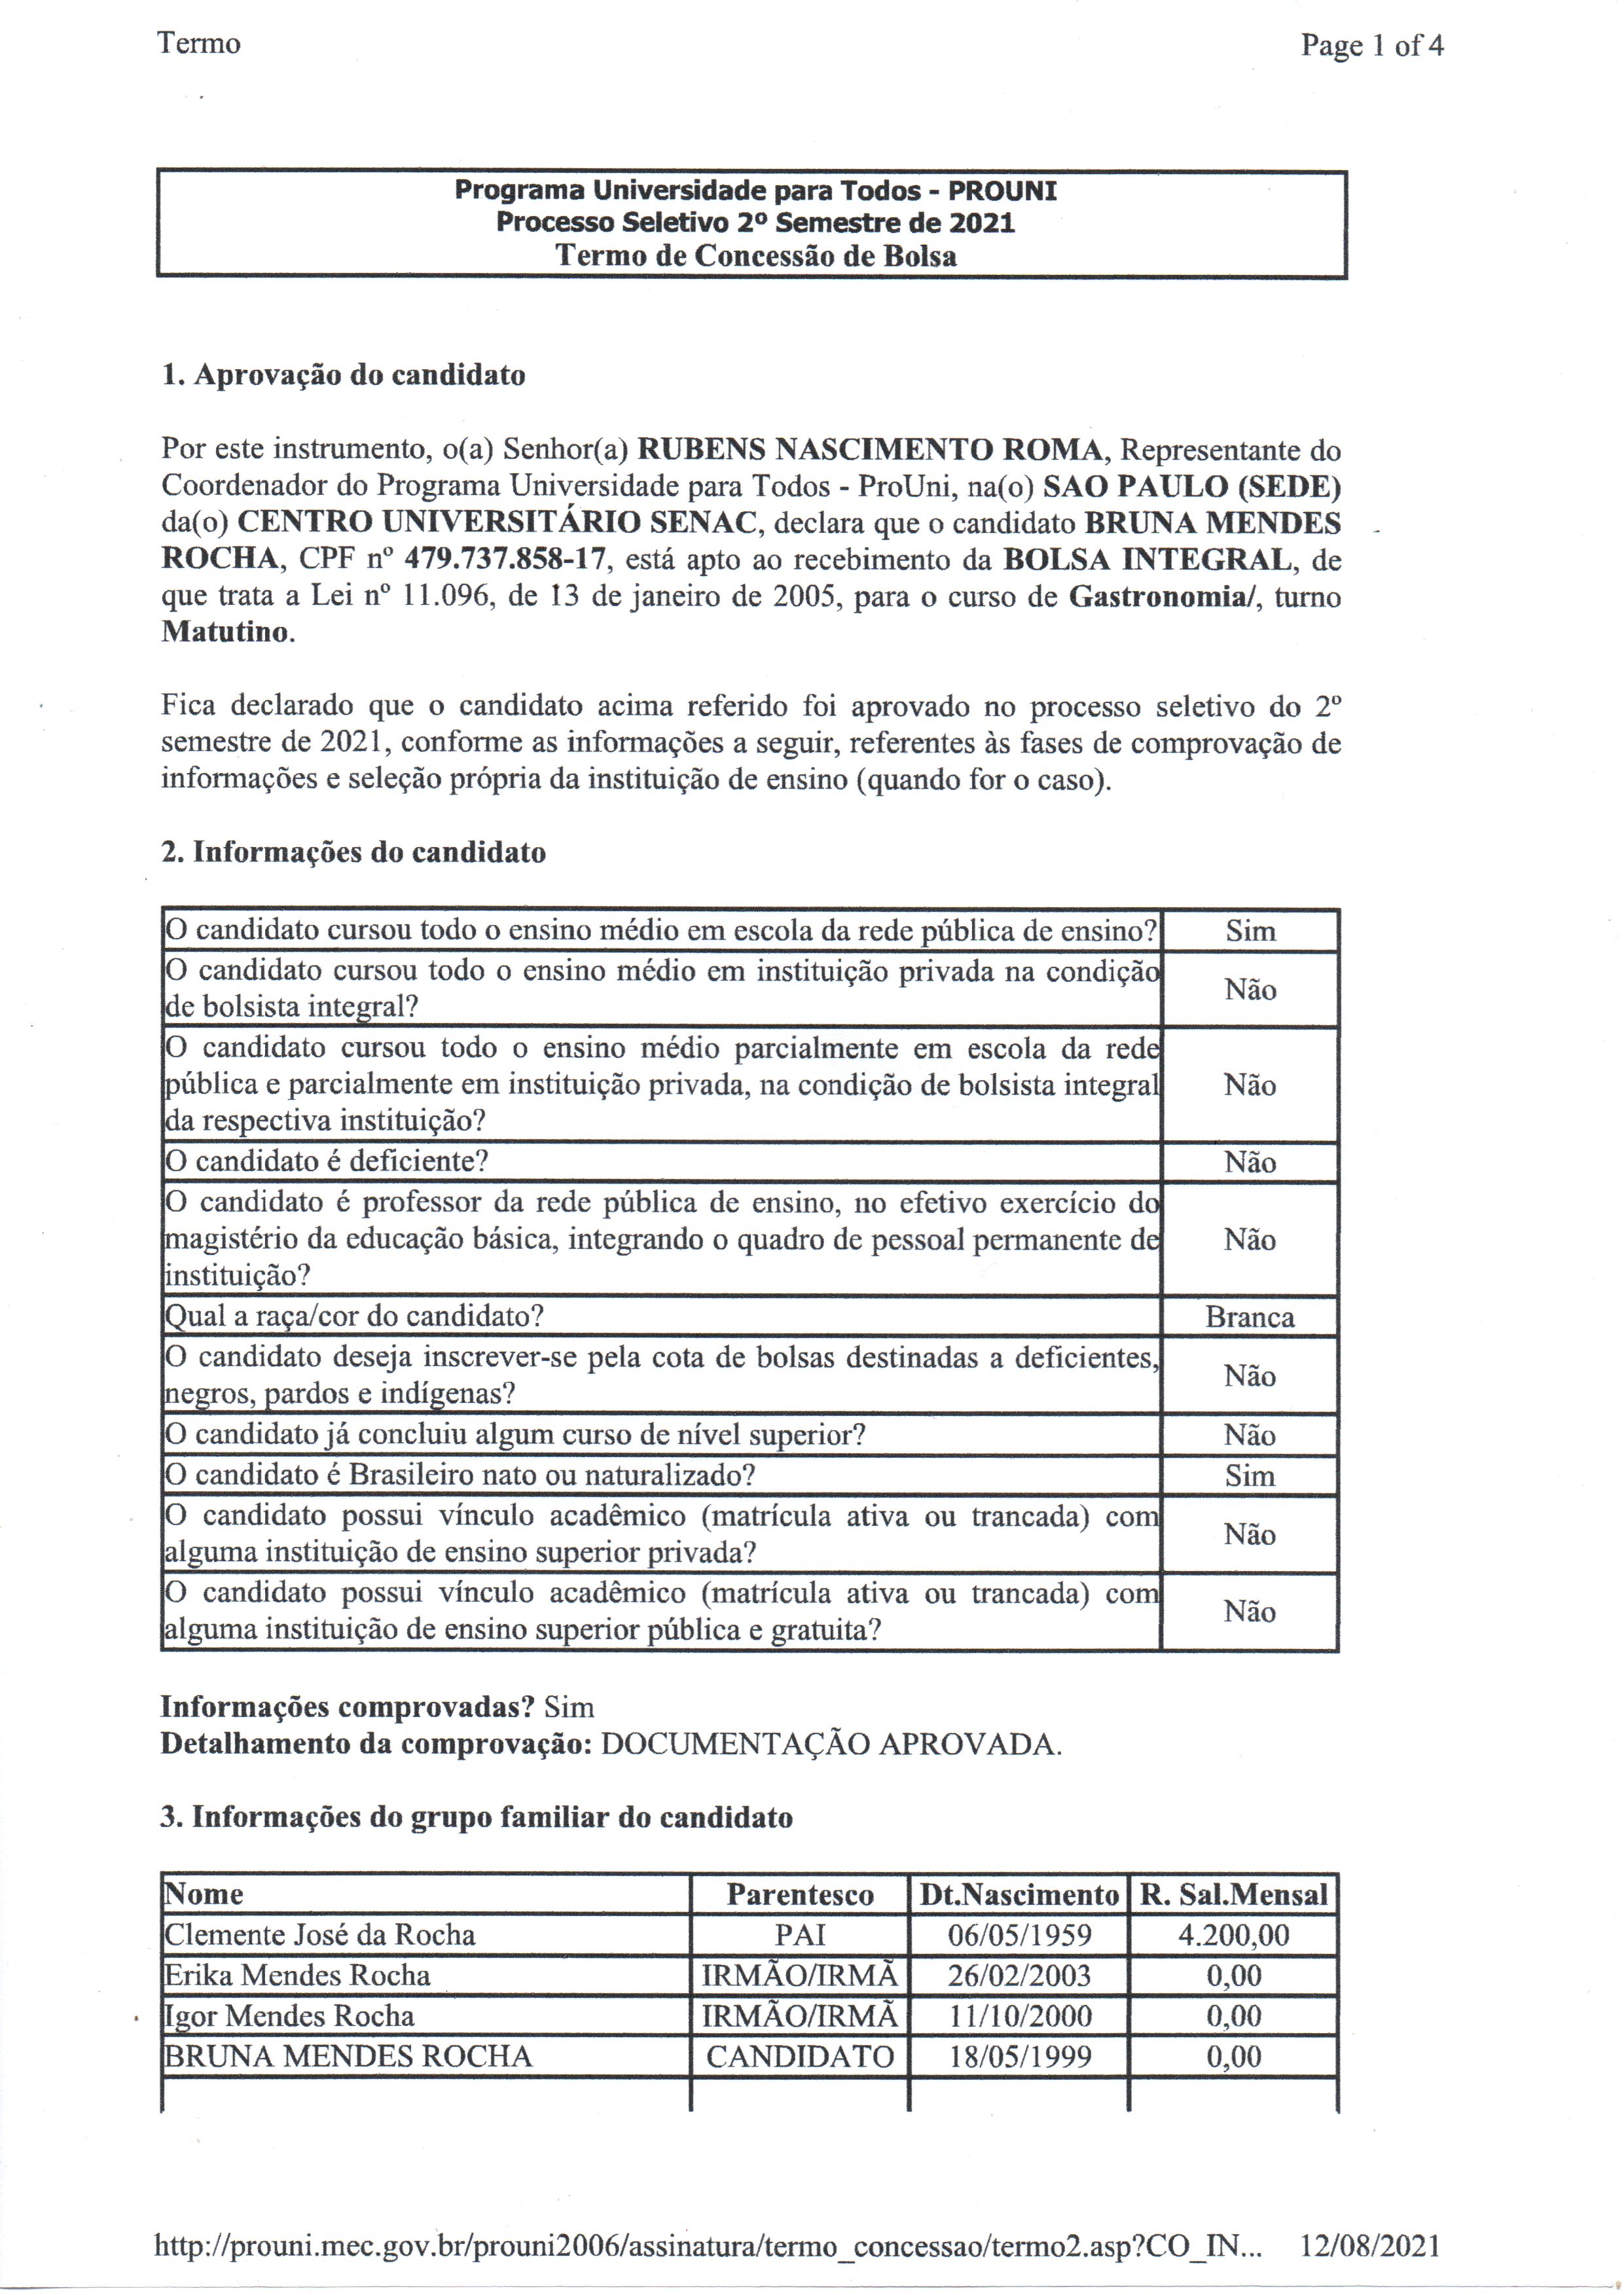 Termo
Page 1 of 4
Programa Universidade para Todos - PROUNI
Processo Seletivo 2º Semestre de 2021
Termo de Concessão de Bolsa
1. Aprovação do candidato
Por este instrumento, o(a) Senhor(a) RUBENS NASCIMENTO ROMA, Representante do
Coordenador do Programa Universidade para Todos - ProUni, na(o) SAO PAULO (SEDE)
da(o) CENTRO UNIVERSITÁRIO SENAC, declara que o candidato BRUNA MENDES
ROCHA, CPF nº 479.737.858-17, está apto ao recebimento da BOLSA INTEGRAL, de
que trata a Lei nº 11.096, de 13 de janeiro de 2005, para o curso de Gastronomia/, turno
Matutino.
Fica declarado que o candidato acima referido foi aprovado no processo seletivo do 2º
semestre de 2021, conforme as informações a seguir, referentes às fases de comprovação de
informações e seleção própria da instituição de ensino (quando for o caso).
2. Informações do candidato
O candidato cursou todo o ensino médio em escola da rede pública de ensino? Sim
O candidato cursou todo o ensino médio em instituição privada na condição
de bolsista integral? Não
O candidato cursou todo o ensino médio parcialmente em escola da rede
pública e parcialmente em instituição privada, na condição de bolsista integral Não
da respectiva instituição?
O candidato é deficiente? Não
O candidato é professor da rede pública de ensino, no efetivo exercício do
magistério da educação básica, integrando o quadro de pessoal permanente de Não
instituição?
Qual a raça/cor do candidato? Branca
O candidato deseja inscrever-se pela cota de bolsas destinadas a deficientes,
negros, pardos e indígenas? Não
O candidato já concluiu algum curso de nível superior? Não
O candidato é Brasileiro nato ou naturalizado? Sim
O candidato possui vínculo acadêmico (matrícula ativa ou trancada) com
alguma instituição de ensino superior privada? Não
O candidato possui vínculo acadêmico (matrícula ativa ou trancada) com
alguma instituição de ensino superior pública e gratuita? Não
Informações comprovadas? Sim
Detalhamento da comprovação: DOCUMENTAÇÃO APROVADA.
3. Informações do grupo familiar do candidato
Nome Parentesco Dt.Nascimento R. Sal.Mensal
Clemente José da Rocha PAI 06/05/1959 4.200,00
Erika Mendes Rocha IRMÃO/IRMÃ 26/02/2003 0,00
Igor Mendes Rocha IRMÃO/IRMÃ 11/10/2000 0,00
BRUNA MENDES ROCHA CANDIDATO 18/05/1999 0,00
http://prouni.mec.gov.br/prouni2006/assinatura/termo_concessao/termo2.asp?CO_IN... 12/08/2021